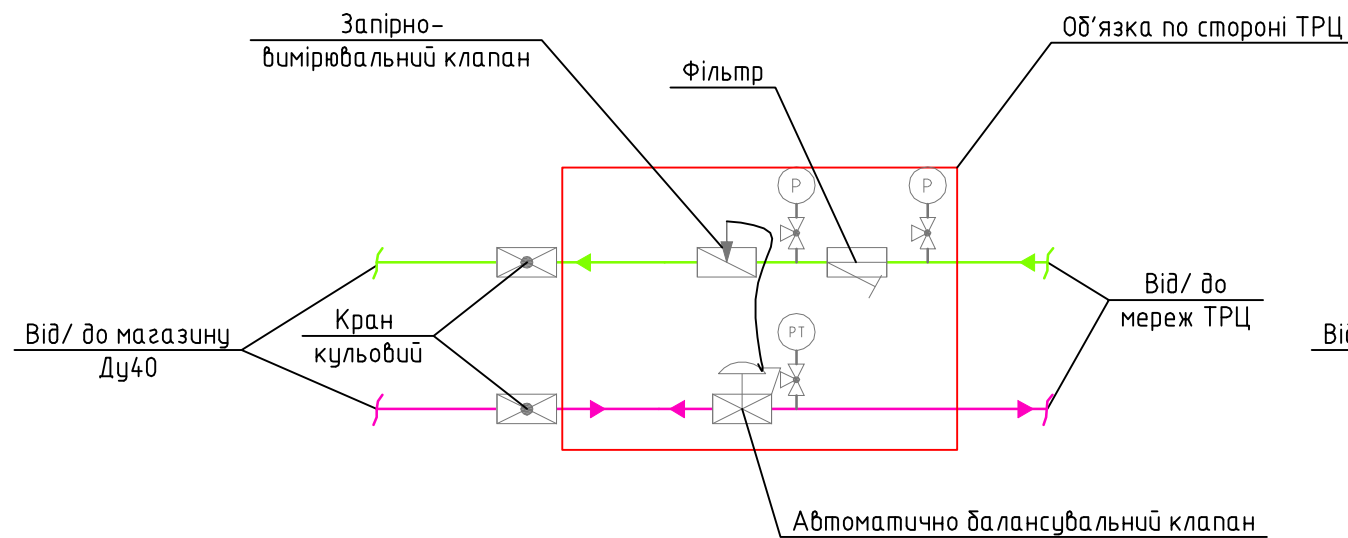 Запірно-
вимірювальний клапан
Об'язка по стороні ТРЦ
Фільтр
P
P
Від/ до
мереж ТРЦ
Кран
кульовий
Від/ до магазину
Ду40
PT
Від
Автоматично балансувальний клапан